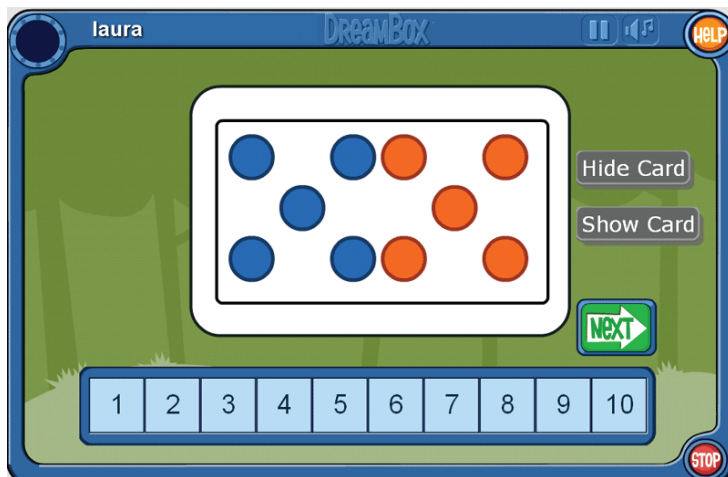 laura
DREAMBOX
HELP
Hide Card
Show Card
NEXT
1 2 3 4 5 6 7 8 9 10
STOP